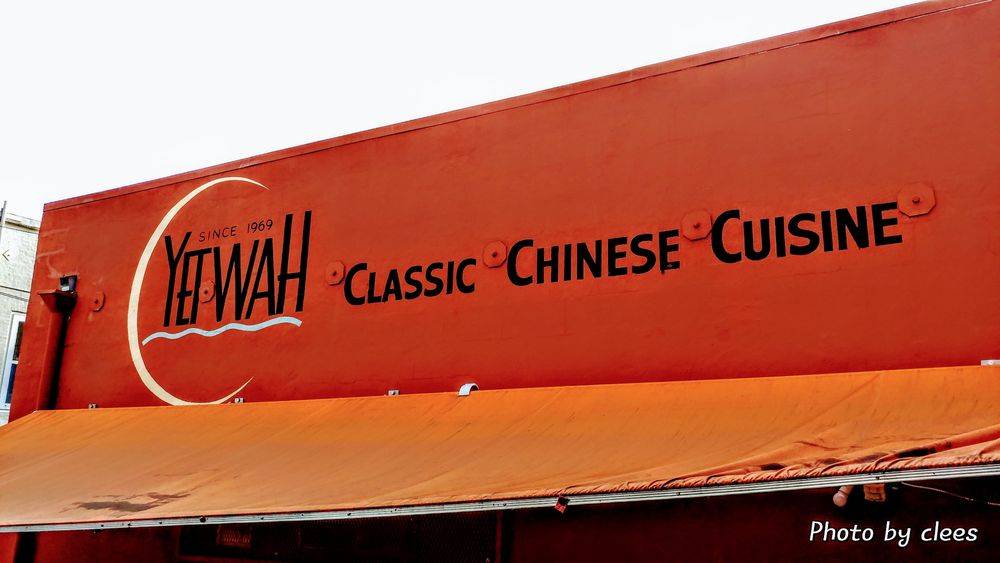 SINCE 1969
YET WAH
CLASSIC CHINESE CUISINE
Photo by clees